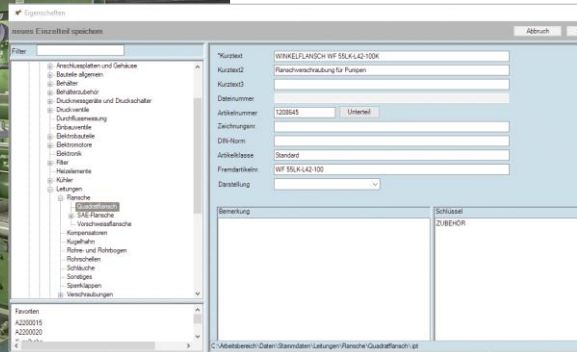 Eigenschaften
neues Einzelteil speichern
Abbruch
Filter
Anschlussplatten und Gehäuse
Bauteile allgemein
Behälter
Behälterzubehör
Druckmessgeräte und Druckschalter
Druckventile
Durchflussmessung
Einbauventile
Elektrobauteile
Elektromotore
Elektronik
Filter
Heizelemente
Kühler
Leitungen
Flansche
Quadratflansch
SAE-Flansche
Vorschweissflansche
Kompensatoren
Kugelhahn
Rohre- und Rohrbogen
Rohrschellen
Schläuche
Sonstiges
Sperrklappen
Verschraubungen
Favoriten
A2200015
A2200020
*Kurztext WINKELFLANSCH WF 55LK-L42-100K
Kurztext2 Flanschverschraubung für Pumpen
Kurztext3
Dateinummer
Artikelnummer 1208645 Unterteil
Zeichnungsnr.
DIN-Norm
Artikelklasse Standard
Fremdartikelnr. WF 55LK-L42-100
Darstellung
Bemerkung
Schlüssel
ZUBEHÖR
C:\Arbeitsbereich\Daten\Stammdaten\Leitungen\Flansche\Quadratflansch\.ipt